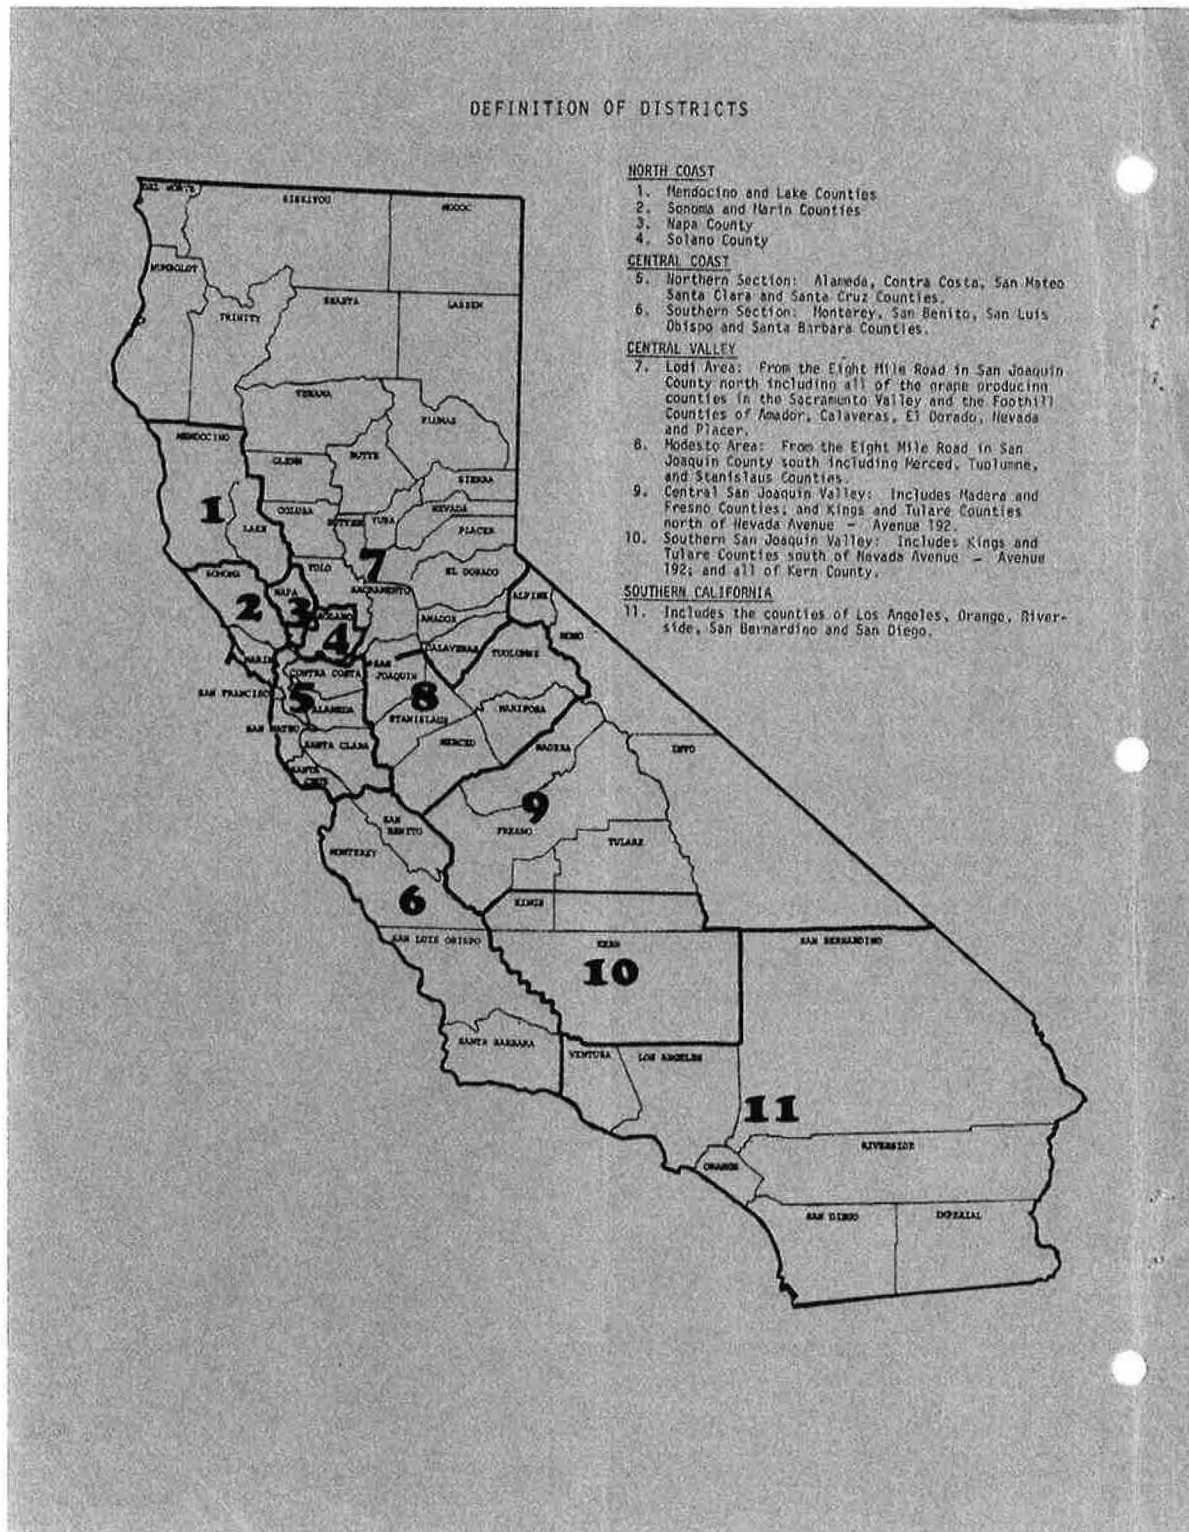 DEFINITION OF DISTRICTS
NORTH COAST
1. Mendocino and Lake Counties
2. Sonoma and Marin Counties
3. Napa County
4. Solano County
CENTRAL COAST
5. Northern Section: Alameda, Contra Costa, San Mateo
Santa Clara and Santa Cruz Counties.
6. Southern Section: Monterey, San Benito, San Luis
Obispo and Santa Barbara Counties.
CENTRAL VALLEY
7. Lodi Area: From the Eight Mile Road in San Joaquin
County north including all of the grape producing
counties in the Sacramento Valley and the Foothill
Counties of Amador, Calaveras, El Dorado, Nevada
and Placer.
8. Modesto Area: From the Eight Mile Road in San
Joaquin County south including Merced, Tuolumne,
and Stanislaus Counties.
9. Central San Joaquin Valley: Includes Madera and
Fresno Counties; and Kings and Tulare Counties
north of Nevada Avenue - Avenue 192.
10. Southern San Joaquin Valley: Includes Kings and
Tulare Counties south of Nevada Avenue - Avenue
192; and all of Kern County.
SOUTHERN CALIFORNIA
11. Includes the counties of Los Angeles, Orange, River-
side, San Bernardino and San Diego.
DAL NORTE
SISKIYOU
MODOC
HUMBOLDT
TRINITY
SHASTA
LASSEN
TEHAMA
PLUMAS
MENDOCINO
GLENN
BUTTE
SIERRA
1
LAKE
COLUSA
SUTTER
YUBA
NEVADA
PLACER
7
SONOMA
YOLO
EL DORADO
2
NAPA
SACRAMENTO
ALPINE
3
SOLANO
AMADOR
4
MARIN
CALAVERAS
TUOLUMNE
MONO
CONTRA COSTA
SAN
JOAQUIN
SAN FRANCISCO
5
8
ALAMEDA
STANISLAUS
MARIPOSA
SAN MATEO
SANTA CLARA
MERCED
MADERA
INYO
SANTA
CRUZ
9
SAN
BENITO
FRESNO
MONTEREY
TULARE
6
KINGS
SAN LUIS OBISPO
KERN
SAN BERNARDINO
10
SANTA BARBARA
VENTURA
LOS ANGELES
11
RIVERSIDE
ORANGE
SAN DIEGO
IMPERIAL